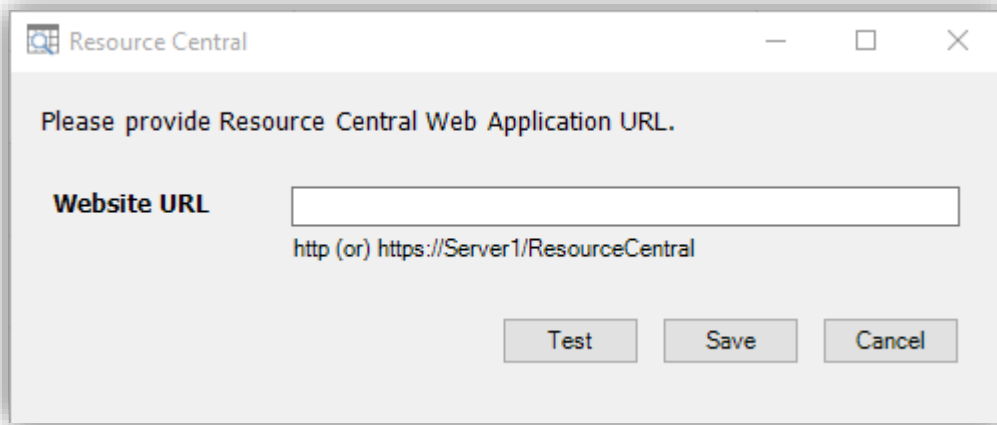 Resource Central
Please provide Resource Central Web Application URL.
Website URL
http (or) https://Server1/ResourceCentral
Test Save Cancel